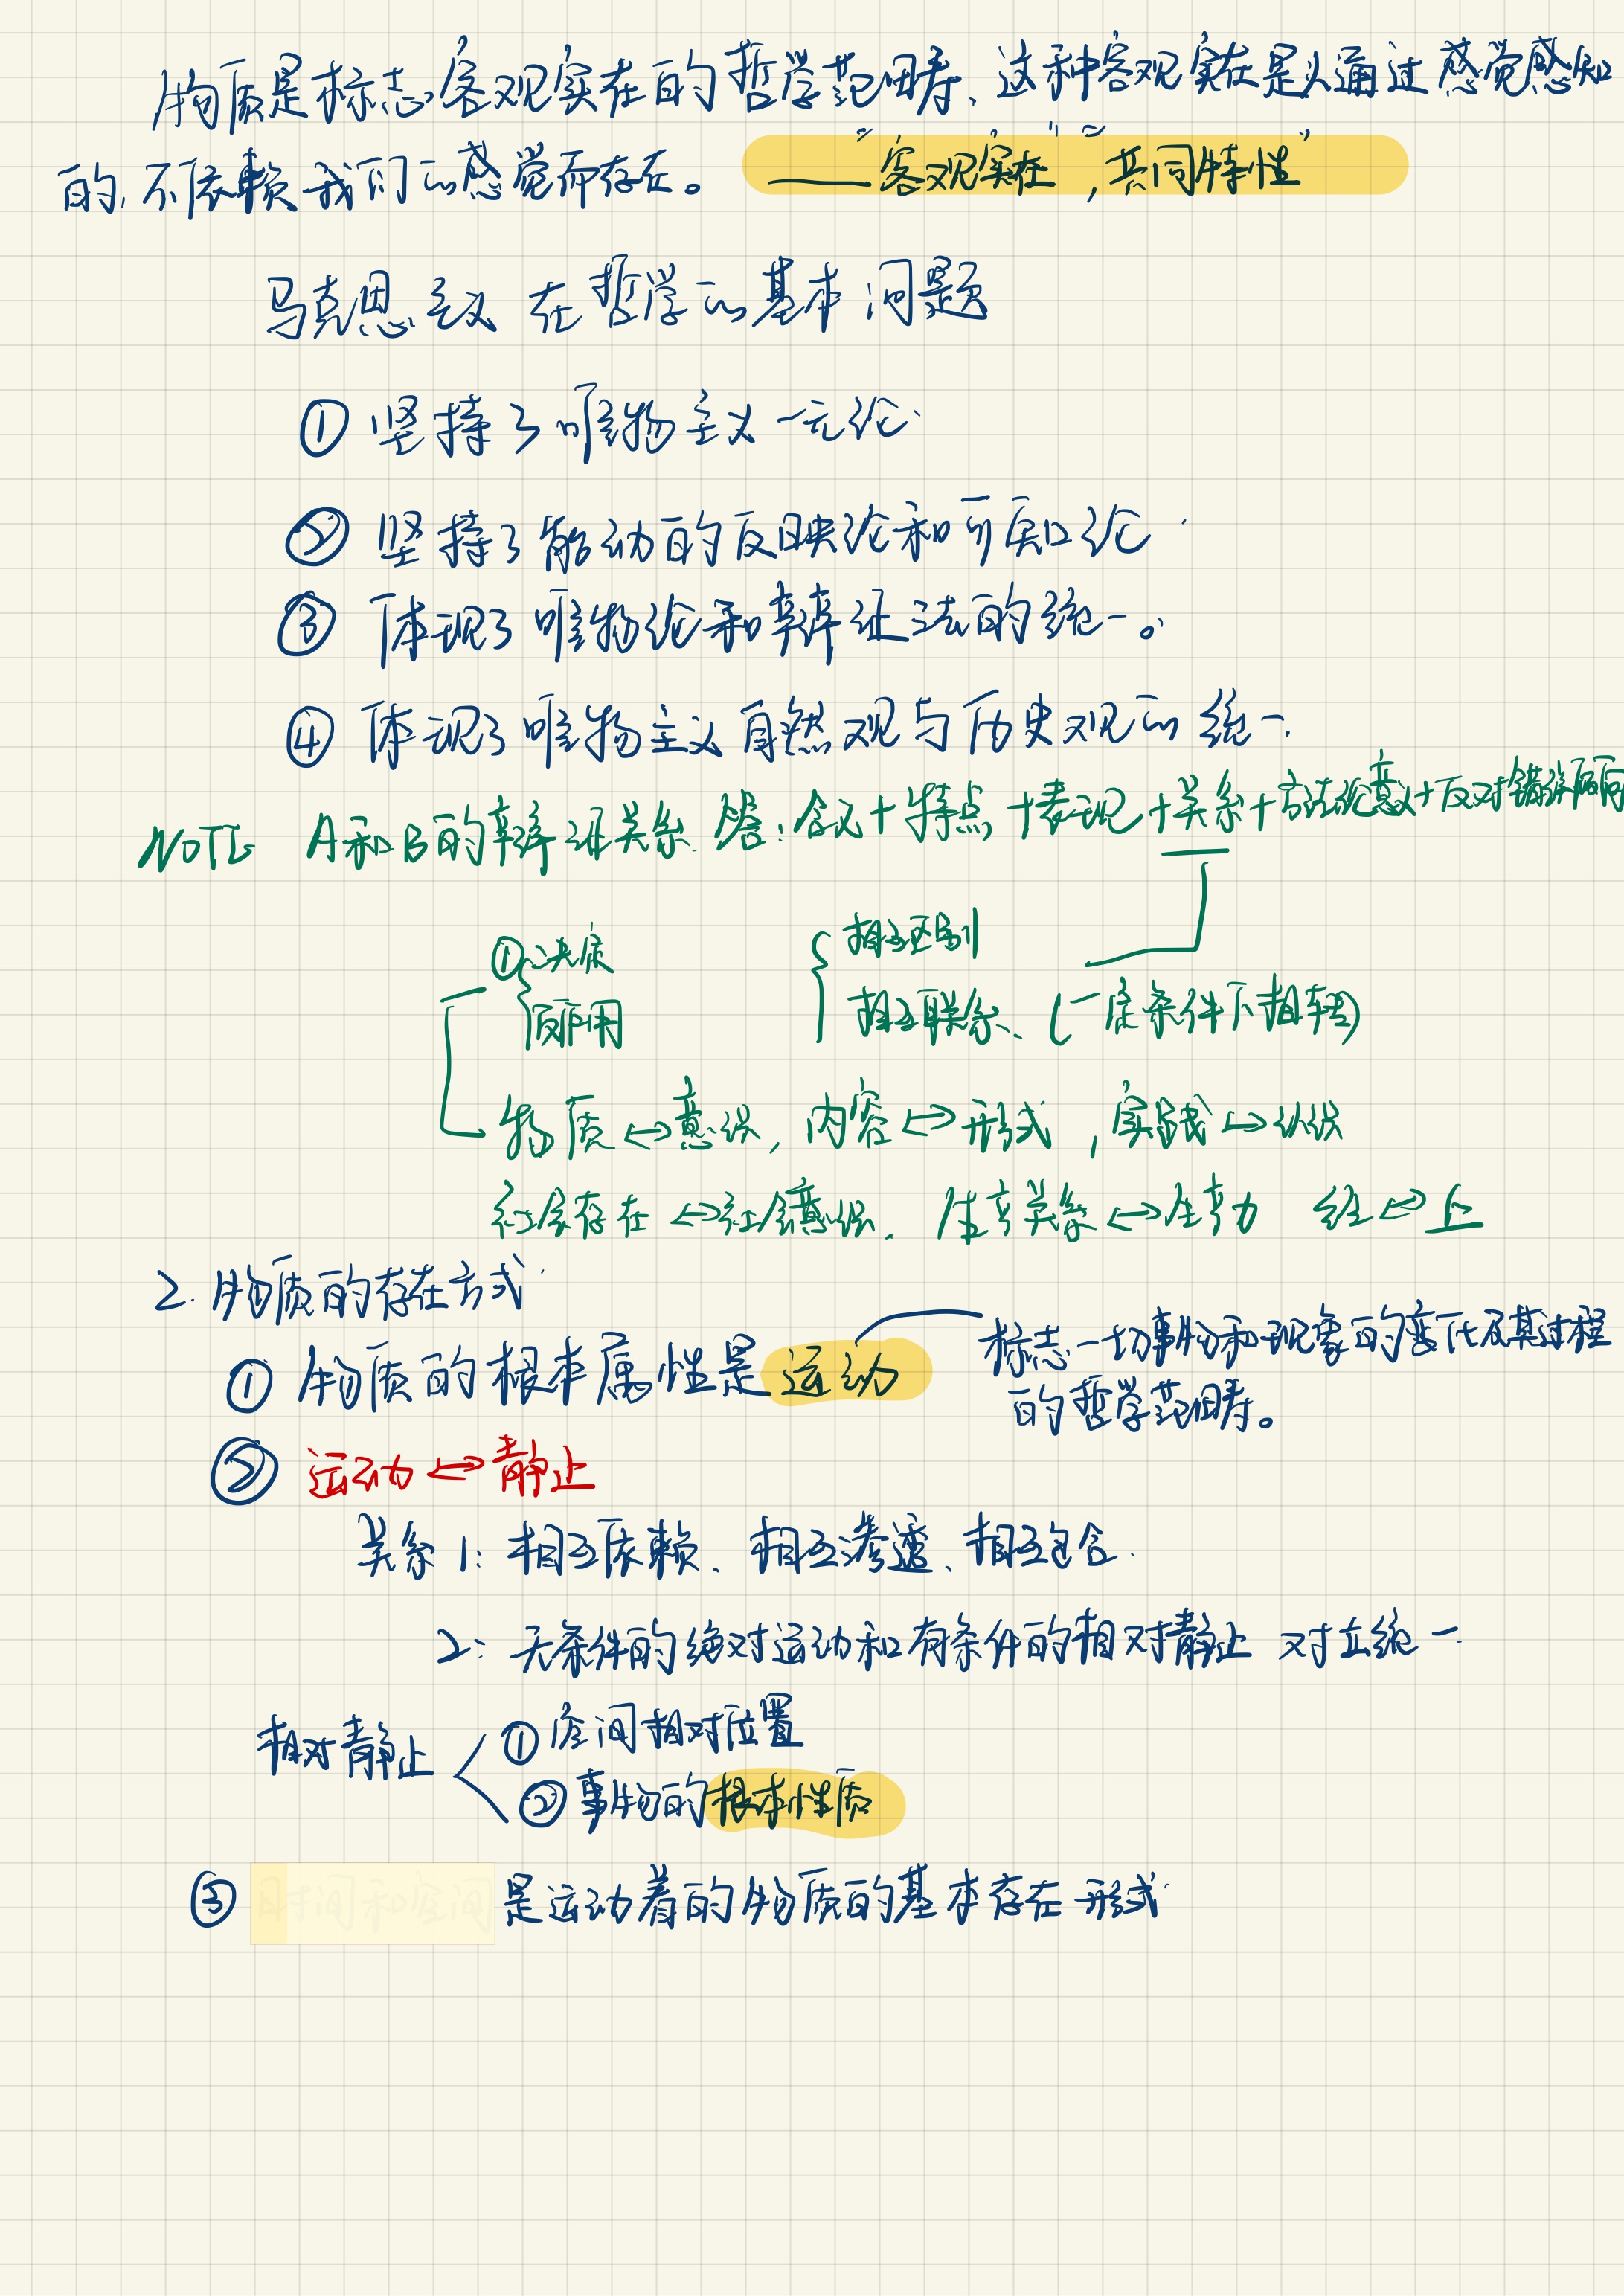 物质是标志客观实在的哲学范畴、这种客观实在是人通过感觉感知
的,不依赖我们的感觉而存在。 ——"客观实在","共同特性"
马克思主义在哲学的基本问题
① 坚持了唯物主义一元论.
② 坚持了能动的反映论和可知论.
③ 体现了唯物论和辩证法的统一。
④ 体现了唯物主义自然观与历史观的统一.
NOTE A和B的辩证关系. 答:含义+特点+表现+关系+方法论意义+反对错误
① 决定
反作用
相互区别
相互联系、(一定条件下相转)
物质↔意识,内容↔形式,实践↔认识
社会存在↔社会意识. 生产关系↔生产力 经↔上
2. 物质的存在方式.
① 物质的根本属性是运动
标志一切事物和现象的变化及其过程
的哲学范畴。
② 运动↔静止
关系1:相互依赖、相互渗透、相互包含.
2:无条件的绝对运动和有条件的相对静止 对立统一.
相对静止
① 空间相对位置
② 事物的根本性质
③ 时间和空间是运动着的物质的基本存在形式.